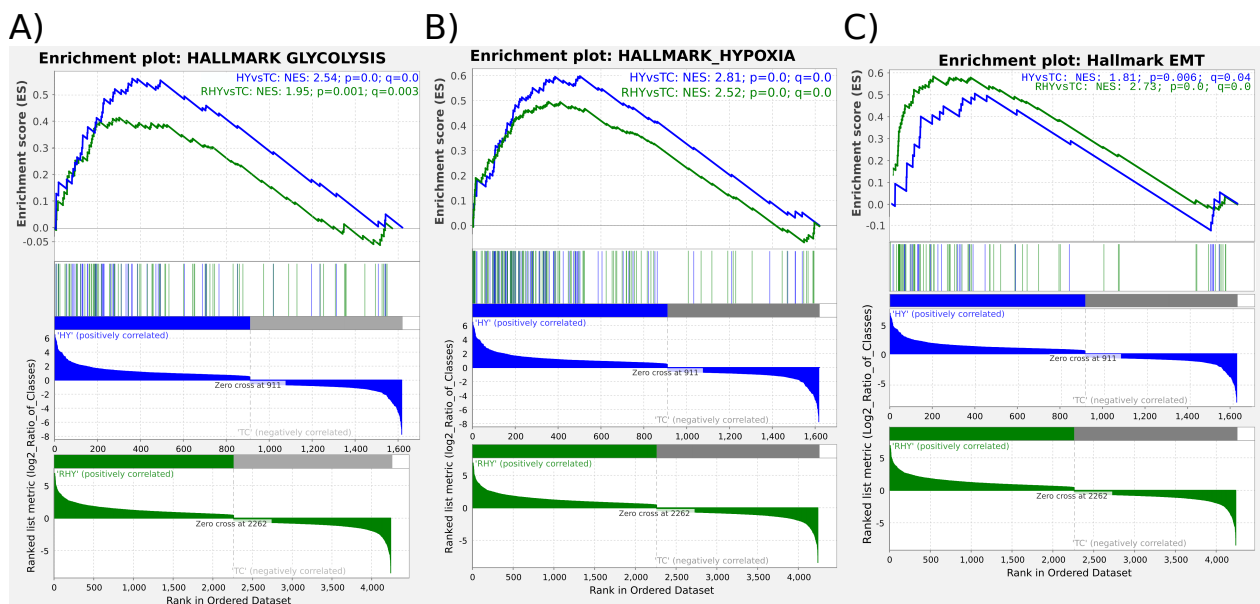 A)
Enrichment plot: HALLMARK GLYCOLYSIS
HYvsTC: NES: 2.54; p=0.0; q=0.0
RHYvsTC: NES: 1.95; p=0.001; q=0.003
Enrichment score (ES)
0.5
0.4
0.3
0.2
0.1
0.0
-0.05
'HY' (positively correlated)
6
4
2
0
-2
-4
-6
-8
Zero cross at 911
'TC' (negatively correlated)
0 200 400 600 800 1,000 1,200 1,400 1,600
'RHY' (positively correlated)
5
0
-5
Zero cross at 2262
'TC' (negatively correlated)
0 500 1,000 1,500 2,000 2,500 3,000 3,500 4,000
Rank in Ordered Dataset
Ranked list metric (log2_Ratio_of_Classes)
B)
Enrichment plot: HALLMARK_HYPOXIA
HYvsTC: NES: 2.81; p=0.0; q=0.0
RHYvsTC: NES: 2.52; p=0.0; q=0.0
Enrichment score (ES)
0.6
0.5
0.4
0.3
0.2
0.1
0.0
'HY' (positively correlated)
6
4
2
0
-2
-4
-6
-8
Zero cross at 911
'TC' (negatively correlated)
0 200 400 600 800 1,000 1,200 1,400 1,600
'RHY' (positively correlated)
5
0
-5
Zero cross at 2262
'TC' (negatively correlated)
0 500 1,000 1,500 2,000 2,500 3,000 3,500 4,000
Rank in Ordered Dataset
Ranked list metric (log2_Ratio_of_Classes)
C)
Enrichment plot: Hallmark EMT
HYvsTC: NES: 1.81; p=0.006; q=0.04
RHYvsTC: NES: 2.73; p=0.0; q=0.0
Enrichment score (ES)
0.6
0.5
0.4
0.3
0.2
0.1
0.0
-0.1
'HY' (positively correlated)
5
0
-5
Zero cross at 911
'TC' (negatively correlated)
0 200 400 600 800 1,000 1,200 1,400 1,600
'RHY' (positively correlated)
5
0
-5
Zero cross at 2262
'TC' (negatively correlated)
0 500 1,000 1,500 2,000 2,500 3,000 3,500 4,000
Rank in Ordered Dataset
Ranked list metric (Log2_Ratio_of_Classes)